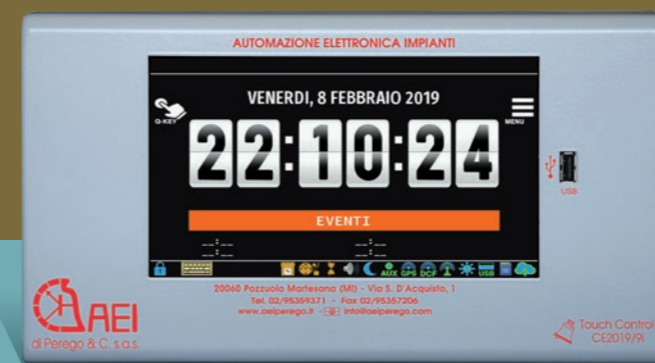 AUTOMAZIONE ELETTRONICA IMPIANTI
VENERDI, 8 FEBBRAIO 2019
Q-KEY
MENU
22:10:24
EVENTI
--:-- --:--
--:-- --:--
AUX GPS DCF USB
USB
AEI
di Perego & C. s.a.s.
20060 Pozzuolo Martesana (MI) - Via S. D'Acquisto, 1
Tel. 02/95359371 - Fax 02/95357206
www.aeiperego.it - info@aeiperego.com
Touch Control
CE2019/9I